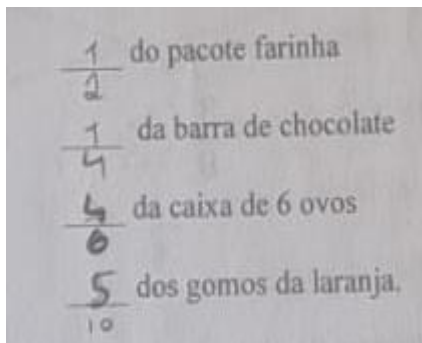 1/2 do pacote farinha
1/4 da barra de chocolate
4/6 da caixa de 6 ovos
5/10 dos gomos da laranja.